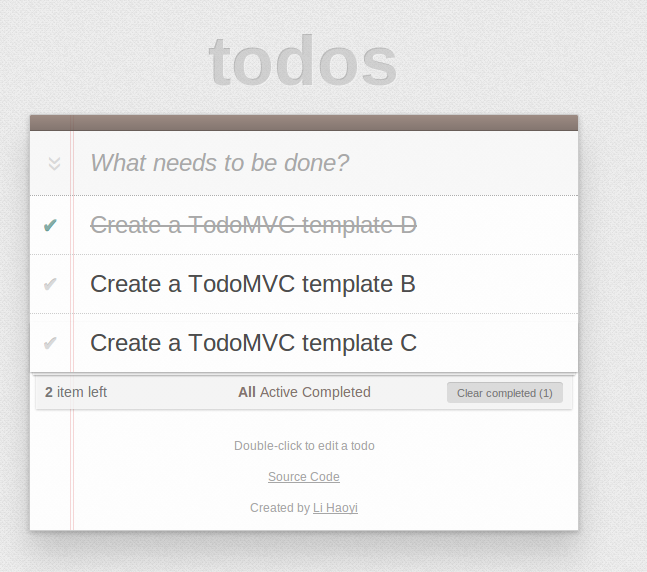 todos
What needs to be done?
Create a TodoMVC template D
Create a TodoMVC template B
Create a TodoMVC template C
2 item left All Active Completed Clear completed (1)
Double-click to edit a todo
Source Code
Created by Li Haoyi